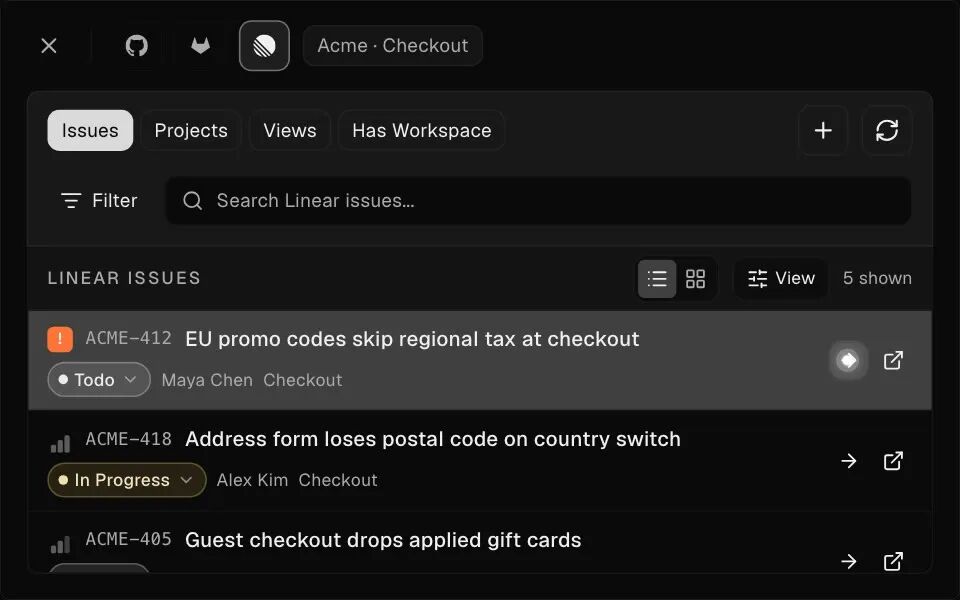 Acme · Checkout
Issues Projects Views Has Workspace
Filter Search Linear issues...
LINEAR ISSUES View 5 shown
! ACME-412 EU promo codes skip regional tax at checkout
Todo Maya Chen Checkout
ACME-418 Address form loses postal code on country switch
In Progress Alex Kim Checkout
ACME-405 Guest checkout drops applied gift cards